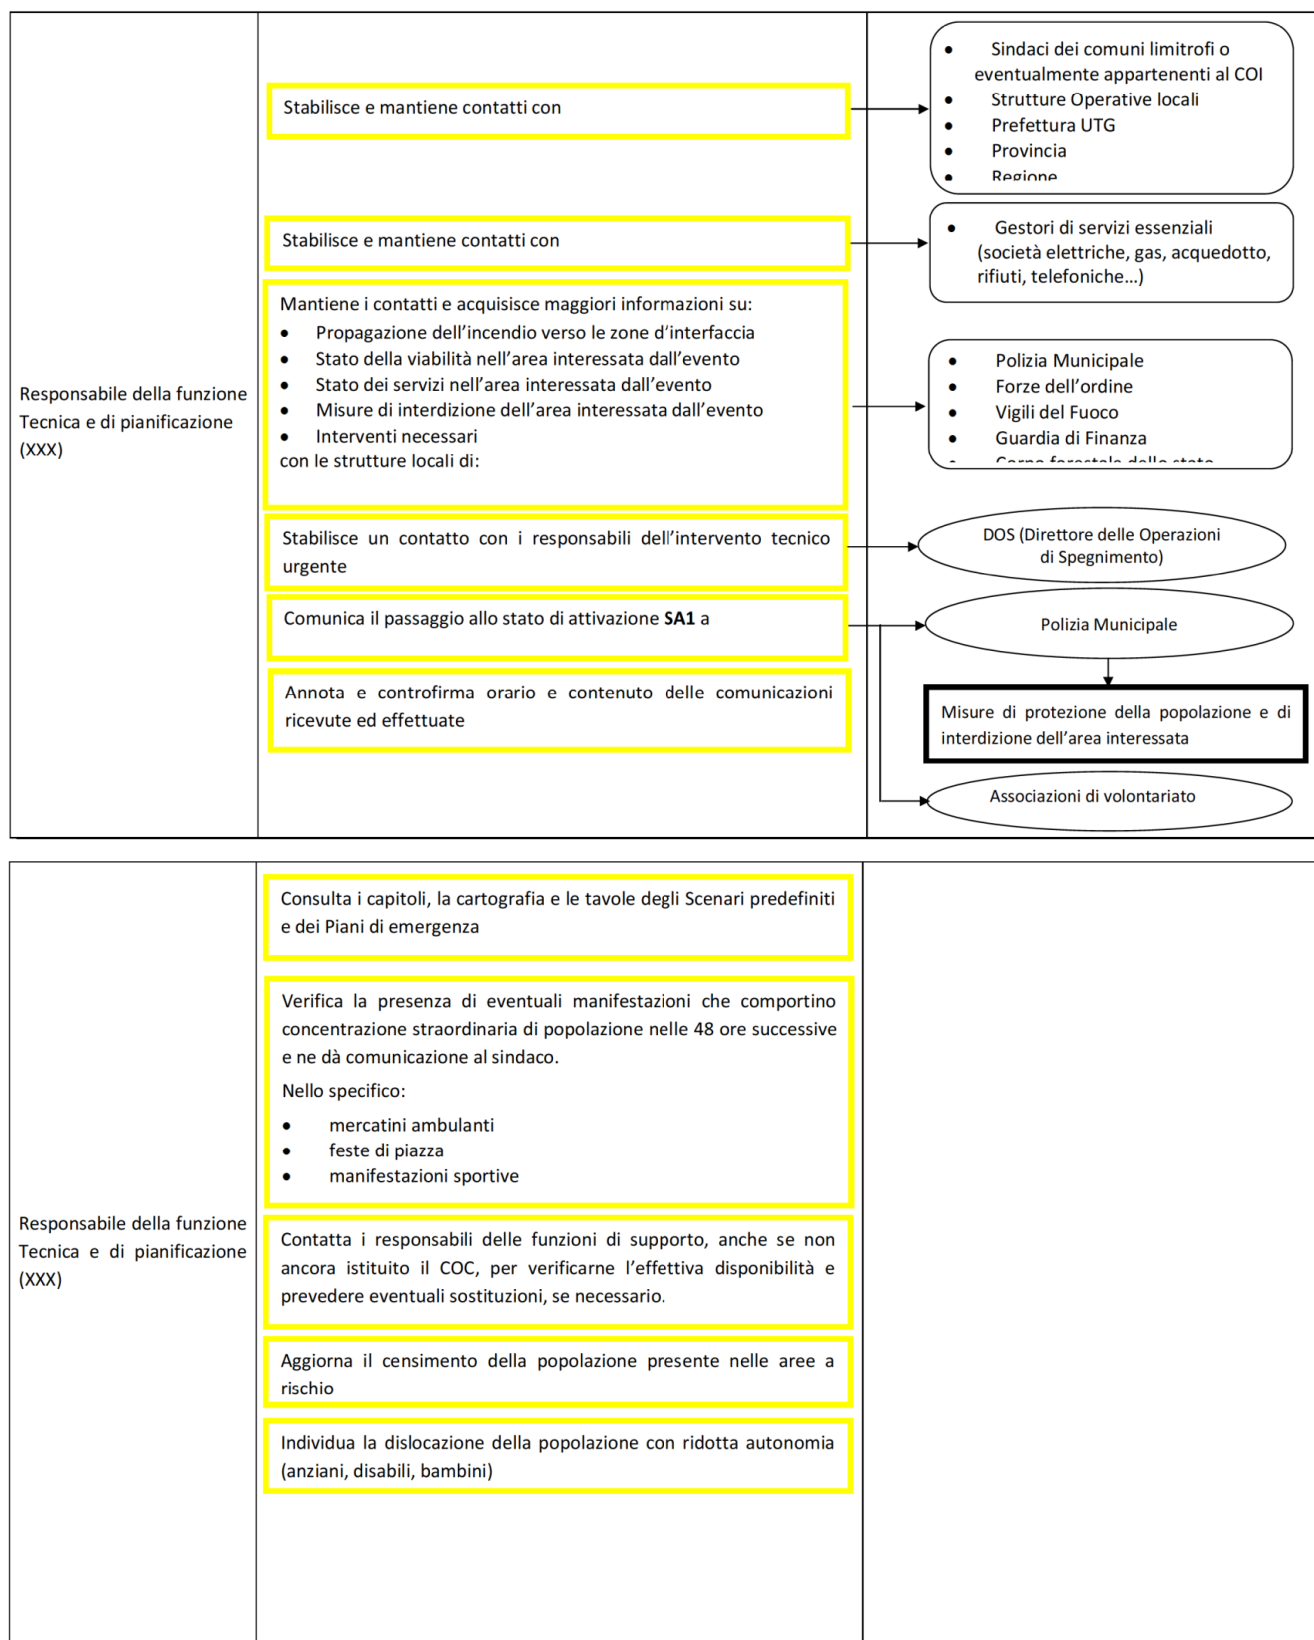 Responsabile della funzione
Tecnica e di pianificazione
(XXX)
Stabilisce e mantiene contatti con
• Sindaci dei comuni limitrofi o
eventualmente appartenenti al COI
• Strutture Operative locali
• Prefettura UTG
• Provincia
• Regione
Stabilisce e mantiene contatti con
• Gestori di servizi essenziali
(società elettriche, gas, acquedotto,
rifiuti, telefoniche…)
Mantiene i contatti e acquisisce maggiori informazioni su:
• Propagazione dell’incendio verso le zone d’interfaccia
• Stato della viabilità nell’area interessata dall’evento
• Stato dei servizi nell’area interessata dall’evento
• Misure di interdizione dell’area interessata dall’evento
• Interventi necessari
con le strutture locali di:
• Polizia Municipale
• Forze dell’ordine
• Vigili del Fuoco
• Guardia di Finanza
• Corpo forestale dello stato
Stabilisce un contatto con i responsabili dell’intervento tecnico
urgente
DOS (Direttore delle Operazioni
di Spegnimento)
Comunica il passaggio allo stato di attivazione SA1 a
Polizia Municipale
Annota e controfirma orario e contenuto delle comunicazioni
ricevute ed effettuate
Misure di protezione della popolazione e di
interdizione dell’area interessata
Associazioni di volontariato
Responsabile della funzione
Tecnica e di pianificazione
(XXX)
Consulta i capitoli, la cartografia e le tavole degli Scenari predefiniti
e dei Piani di emergenza
Verifica la presenza di eventuali manifestazioni che comportino
concentrazione straordinaria di popolazione nelle 48 ore successive
e ne dà comunicazione al sindaco.
Nello specifico:
• mercatini ambulanti
• feste di piazza
• manifestazioni sportive
Contatta i responsabili delle funzioni di supporto, anche se non
ancora istituito il COC, per verificarne l’effettiva disponibilità e
prevedere eventuali sostituzioni, se necessario.
Aggiorna il censimento della popolazione presente nelle aree a
rischio
Individua la dislocazione della popolazione con ridotta autonomia
(anziani, disabili, bambini)